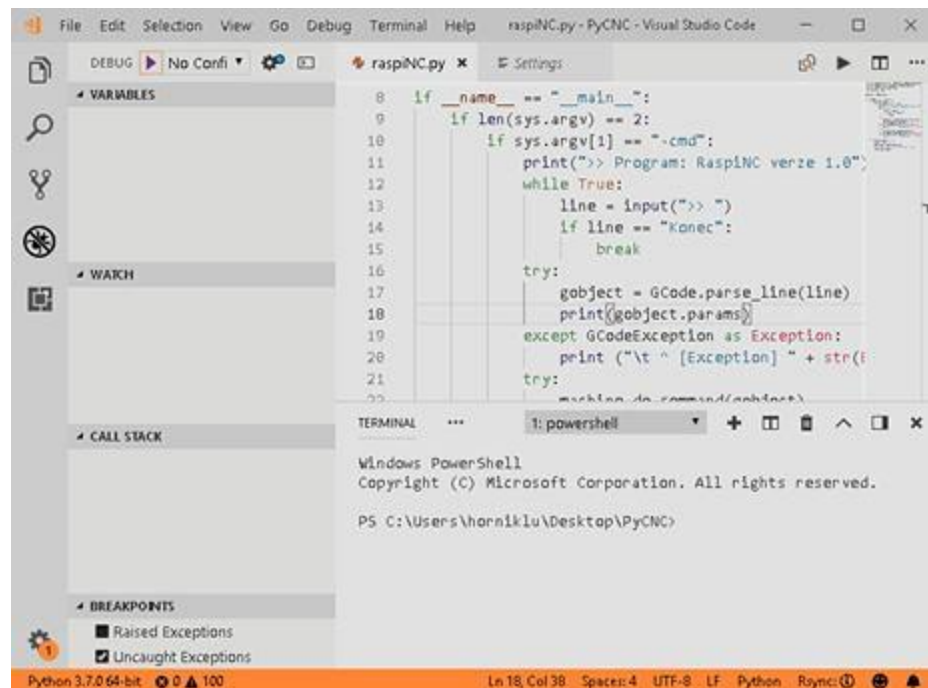 File Edit Selection View Go Debug Terminal Help raspiNC.py - PyCNC - Visual Studio Code
DEBUG No Confi
raspiNC.py Settings
VARIABLES
WATCH
CALL STACK
BREAKPOINTS
Raised Exceptions
Uncaught Exceptions
8 if __name__ == "__main__":
9 if len(sys.argv) == 2:
10 if sys.argv[1] == "-cmd":
11 print(">> Program: RaspiNC verze 1.0")
12 while True:
13 line = input(">> ")
14 if line == "Konec":
15 break
16 try:
17 gobject = GCode.parse_line(line)
18 print(gobject.params)
19 except GCodeException as Exception:
20 print ("\t ^ [Exception] " + str(E
21 try:
22 machine.do_command(gobject)
TERMINAL ... 1: powershell
Windows PowerShell
Copyright (C) Microsoft Corporation. All rights reserved.
PS C:\Users\horniklu\Desktop\PyCNC>
1
Python 3.7.0 64-bit 0 100 Ln 18, Col 38 Spaces: 4 UTF-8 LF Python Rsync: